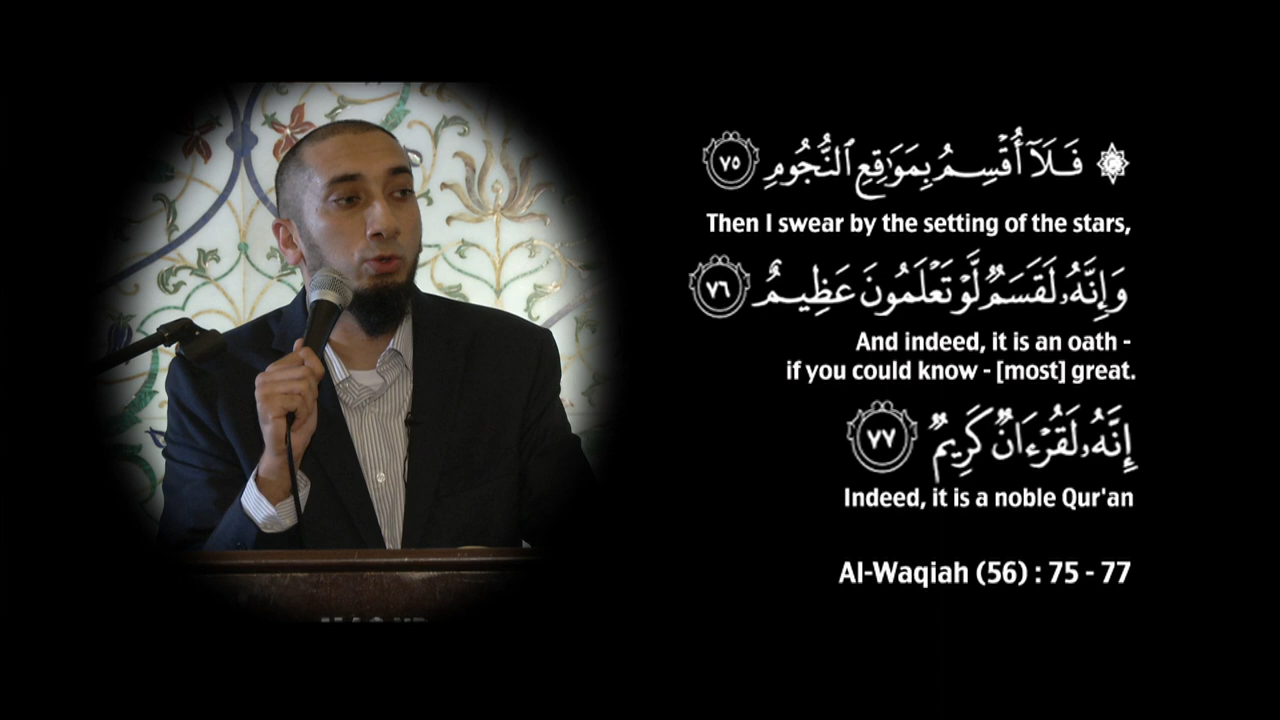 فَلَآ أُقْسِمُ بِمَوَٰقِعِ ٱلنُّجُومِ ٧٥
Then I swear by the setting of the stars,
وَإِنَّهُۥ لَقَسَمٌ لَّوْ تَعْلَمُونَ عَظِيمٌ ٧٦
And indeed, it is an oath -
if you could know - [most] great.
إِنَّهُۥ لَقُرْءَانٌ كَرِيمٌ ٧٧
Indeed, it is a noble Qur'an
Al-Waqiah (56) : 75 - 77